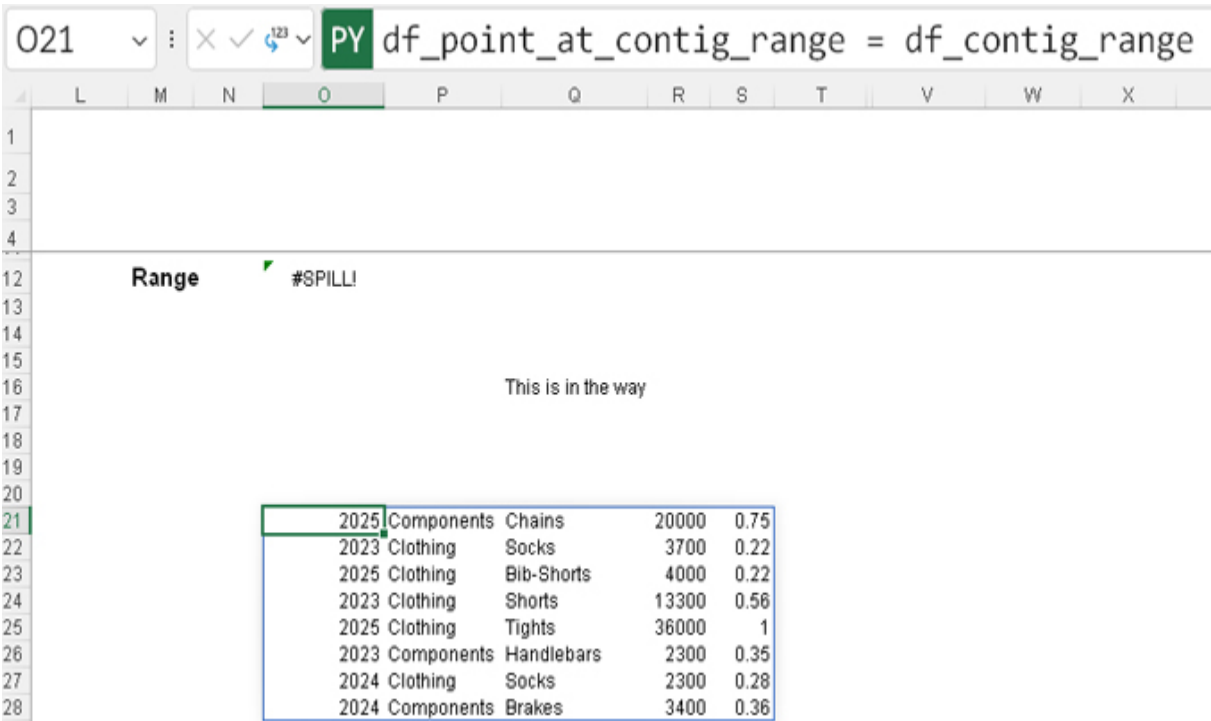 O21 123 PY df_point_at_contig_range = df_contig_range
L M N O P Q R S T V W X
1
2
3
4
12 Range #SPILL!
13
14
15
16 This is in the way
17
18
19
20
21 2025 Components Chains 20000 0.75
22 2023 Clothing Socks 3700 0.22
23 2025 Clothing Bib-Shorts 4000 0.22
24 2023 Clothing Shorts 13300 0.56
25 2025 Clothing Tights 36000 1
26 2023 Components Handlebars 2300 0.35
27 2024 Clothing Socks 2300 0.28
28 2024 Components Brakes 3400 0.36